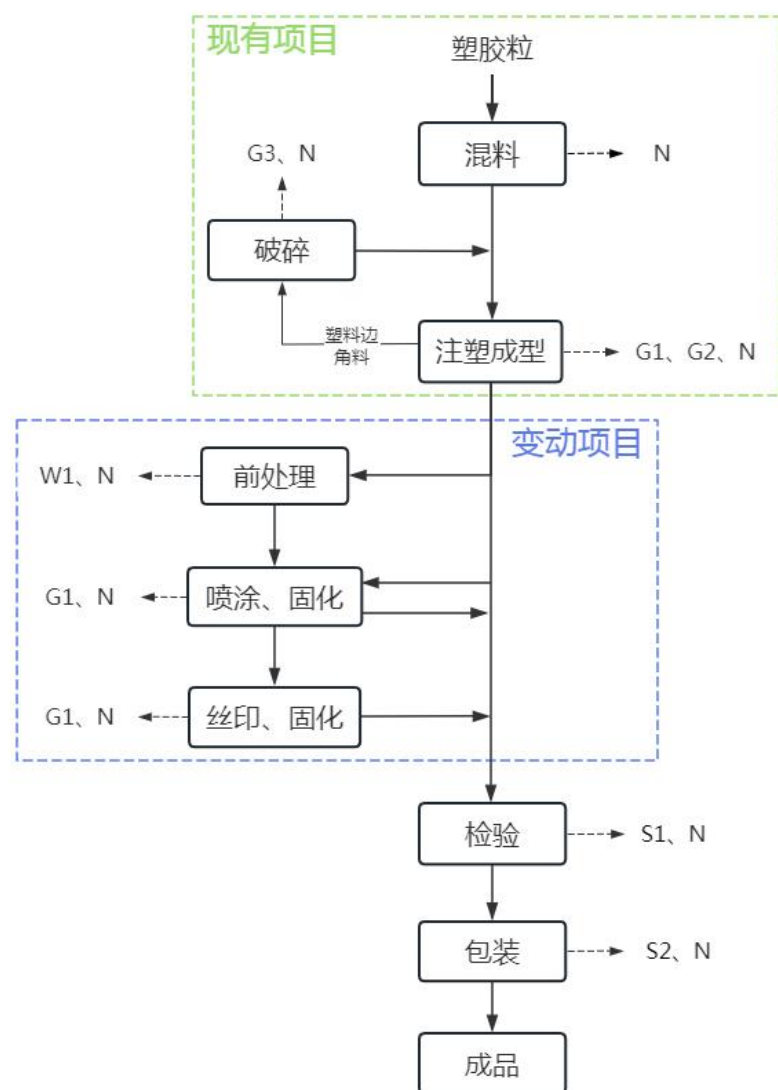 现有项目
塑胶粒
混料
N
G3、N
破碎
塑料边
角料
注塑成型
G1、G2、N
变动项目
W1、N
前处理
G1、N
喷涂、固化
G1、N
丝印、固化
检验
S1、N
包装
S2、N
成品